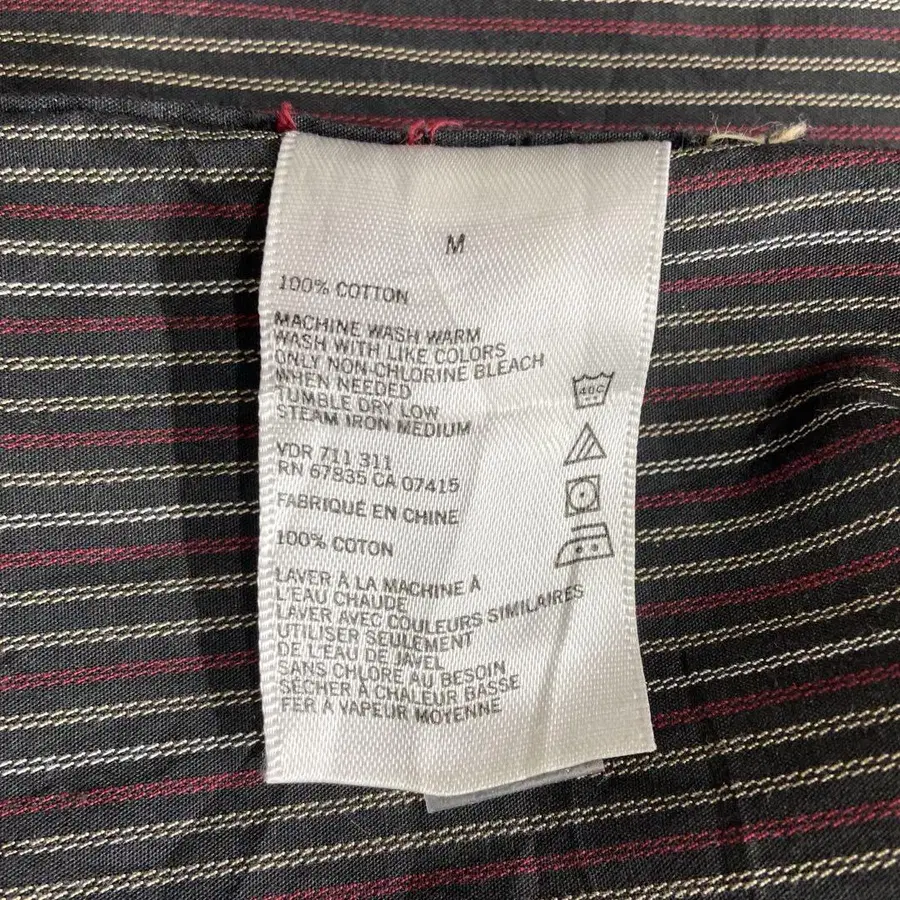 M
100% COTTON
MACHINE WASH WARM
WASH WITH LIKE COLORS
ONLY NON-CHLORINE BLEACH
WHEN NEEDED
TUMBLE DRY LOW
STEAM IRON MEDIUM
40C
VDR 711 311
RN 67835 CA 07415
FABRIQUÉ EN CHINE
100% COTON
LAVER À LA MACHINE À
L'EAU CHAUDE
LAVER AVEC COULEURS SIMILAIRES
UTILISER SEULEMENT
DE L'EAU DE JAVEL
SANS CHLORE AU BESOIN
SÉCHER À CHALEUR BASSE
FER À VAPEUR MOYENNE